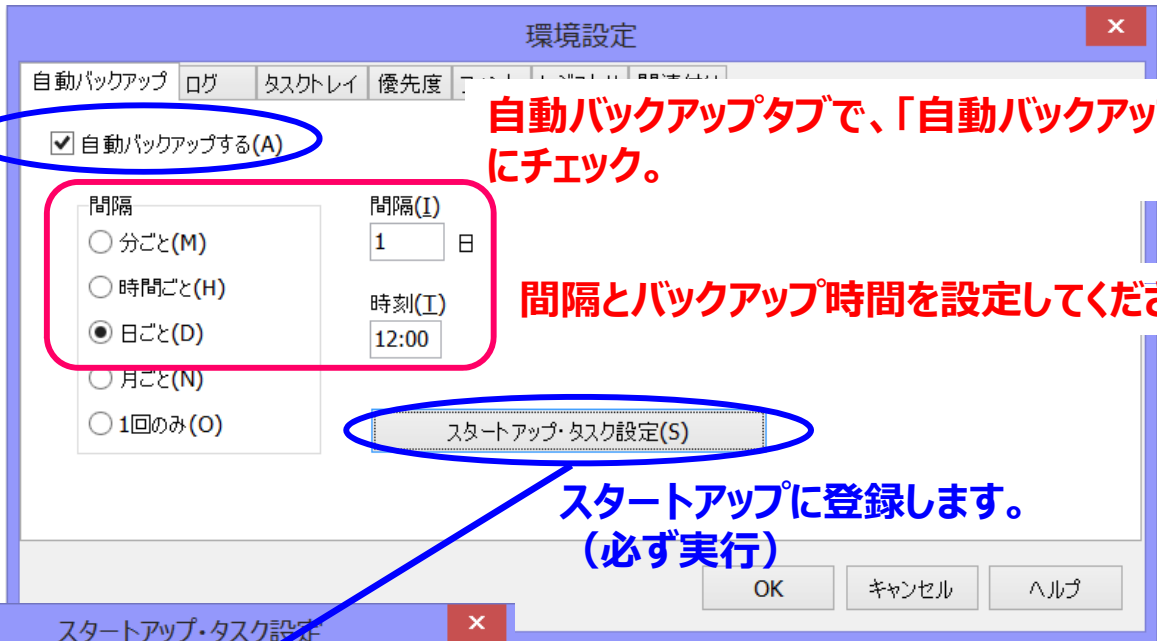 環境設定
自動バックアップ ログ タスクトレイ 優先度
自動バックアップタブで、「自動バックアッ
にチェック。
自動バックアップする(A)
間隔 間隔(I)
分ごと(M) 1 日
時間ごと(H)
時刻(T)
間隔とバックアップ時間を設定してくだ
日ごと(D) 12:00
月ごと(N)
1回のみ(O)
スタートアップ・タスク設定(S)
スタートアップに登録します。
（必ず実行）
OK キャンセル ヘルプ
スタートアップ・タスク設定